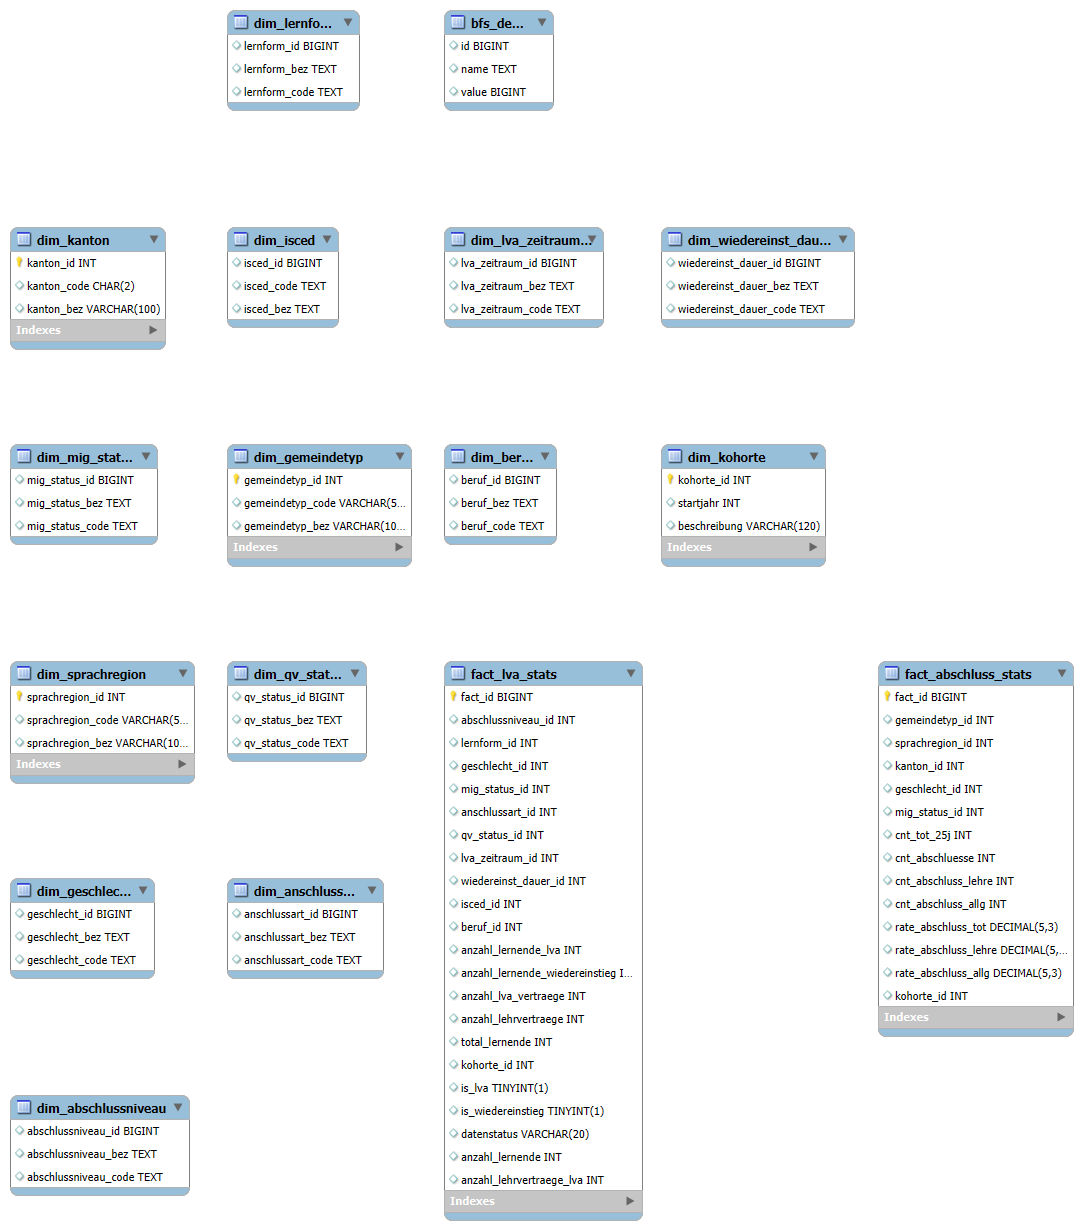 dim_lernfo...
lernform_id BIGINT
lernform_bez TEXT
lernform_code TEXT
bfs_de...
id BIGINT
name TEXT
value BIGINT
dim_kanton
kanton_id INT
kanton_code CHAR(2)
kanton_bez VARCHAR(100)
Indexes
dim_isced
isced_id BIGINT
isced_code TEXT
isced_bez TEXT
dim_lva_zeitraum...
lva_zeitraum_id BIGINT
lva_zeitraum_bez TEXT
lva_zeitraum_code TEXT
dim_wiedereinst_dau...
wiedereinst_dauer_id BIGINT
wiedereinst_dauer_bez TEXT
wiedereinst_dauer_code TEXT
dim_mig_stat...
mig_status_id BIGINT
mig_status_bez TEXT
mig_status_code TEXT
dim_gemeindetyp
gemeindetyp_id INT
gemeindetyp_code VARCHAR(5...
gemeindetyp_bez VARCHAR(10...
Indexes
dim_ber...
beruf_id BIGINT
beruf_bez TEXT
beruf_code TEXT
dim_kohorte
kohorte_id INT
startjahr INT
beschreibung VARCHAR(120)
Indexes
dim_sprachregion
sprachregion_id INT
sprachregion_code VARCHAR(5...
sprachregion_bez VARCHAR(10...
Indexes
dim_qv_stat...
qv_status_id BIGINT
qv_status_bez TEXT
qv_status_code TEXT
fact_lva_stats
fact_id BIGINT
abschlussniveau_id INT
lernform_id INT
geschlecht_id INT
mig_status_id INT
anschlussart_id INT
qv_status_id INT
lva_zeitraum_id INT
wiedereinst_dauer_id INT
isced_id INT
beruf_id INT
anzahl_lernende_lva INT
anzahl_lernende_wiedereinstieg I...
anzahl_lva_vertraege INT
anzahl_lehrvertraege INT
total_lernende INT
kohorte_id INT
is_lva TINYINT(1)
is_wiedereinstieg TINYINT(1)
datenstatus VARCHAR(20)
anzahl_lernende INT
anzahl_lehrvertraege_lva INT
Indexes
fact_abschluss_stats
fact_id BIGINT
gemeindetyp_id INT
sprachregion_id INT
kanton_id INT
geschlecht_id INT
mig_status_id INT
cnt_tot_25j INT
cnt_abschluesse INT
cnt_abschluss_lehre INT
cnt_abschluss_allg INT
rate_abschluss_tot DECIMAL(5,3)
rate_abschluss_lehre DECIMAL(5,...
rate_abschluss_allg DECIMAL(5,3)
kohorte_id INT
Indexes
dim_geschlec...
geschlecht_id BIGINT
geschlecht_bez TEXT
geschlecht_code TEXT
dim_anschluss...
anschlussart_id BIGINT
anschlussart_bez TEXT
anschlussart_code TEXT
dim_abschlussniveau
abschlussniveau_id BIGINT
abschlussniveau_bez TEXT
abschlussniveau_code TEXT